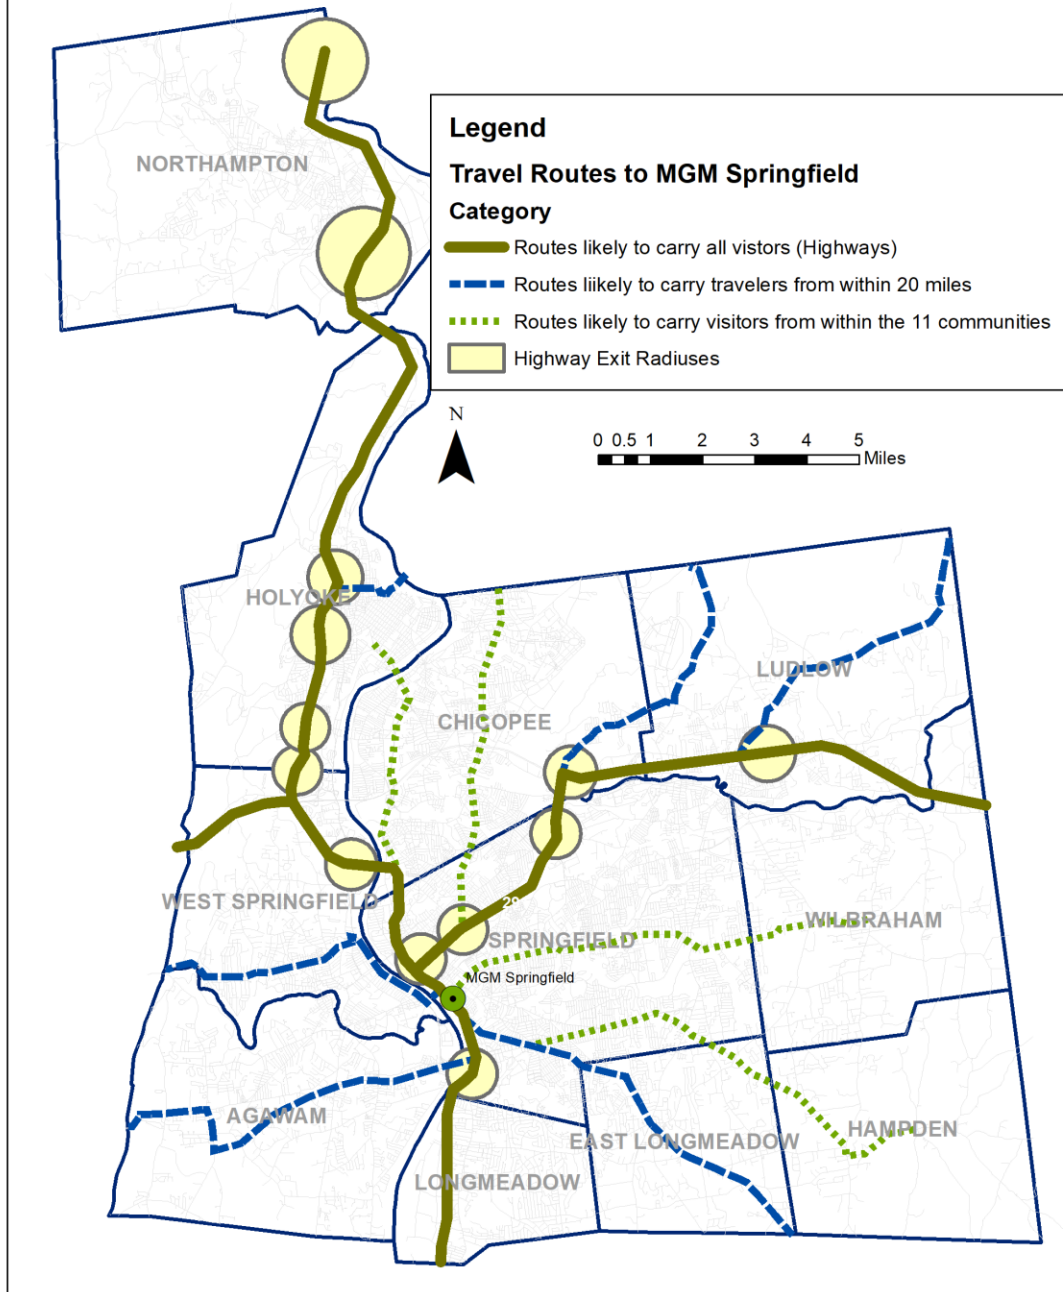 Legend
Travel Routes to MGM Springfield
Category
Routes likely to carry all vistors (Highways)
Routes liikely to carry travelers from within 20 miles
Routes likely to carry visitors from within the 11 communities
Highway Exit Radiuses
NORTHAMPTON
N
0 0.5 1 2 3 4 5
Miles
HOLYOKE
LUDLOW
CHICOPEE
WEST SPRINGFIELD
29
SPRINGFIELD
WILBRAHAM
MGM Springfield
AGAWAM
EAST LONGMEADOW
HAMPDEN
LONGMEADOW